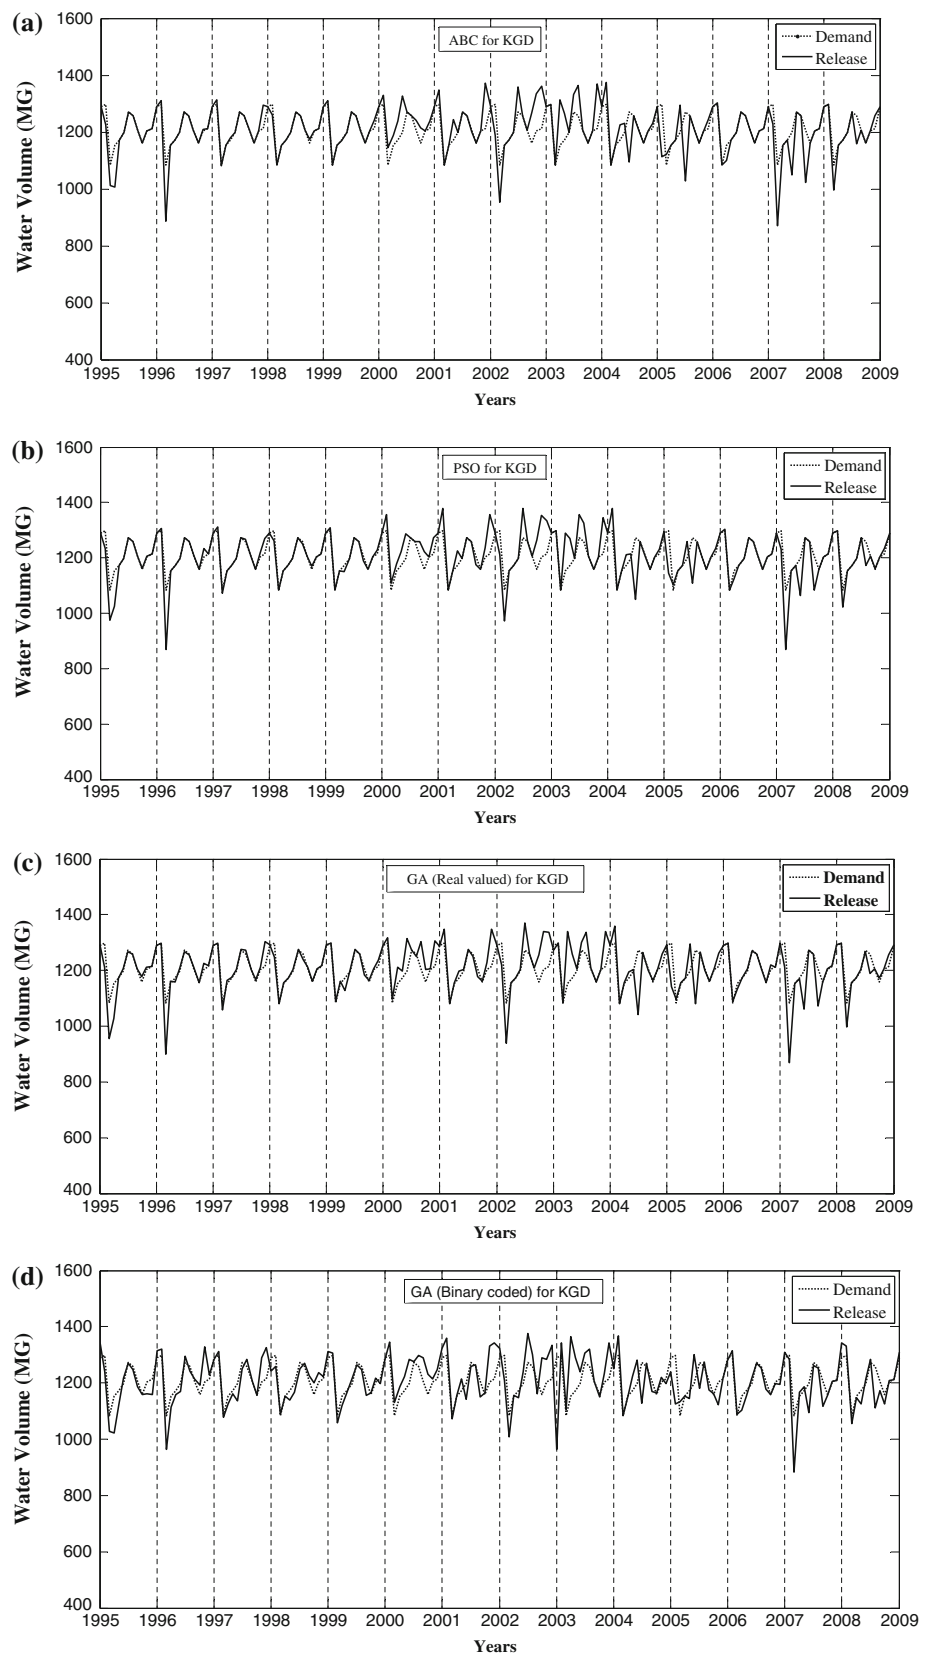 (a)
ABC for KGD
Demand
Release
Water Volume (MG)
1600
1400
1200
1000
800
600
400
1995 1996 1997 1998 1999 2000 2001 2002 2003 2004 2005 2006 2007 2008 2009
Years
(b)
PSO for KGD
Demand
Release
Water Volume (MG)
1600
1400
1200
1000
800
600
400
1995 1996 1997 1998 1999 2000 2001 2002 2003 2004 2005 2006 2007 2008 2009
Years
(c)
GA (Real valued) for KGD
Demand
Release
Water Volume (MG)
1600
1400
1200
1000
800
600
400
1995 1996 1997 1998 1999 2000 2001 2002 2003 2004 2005 2006 2007 2008 2009
Years
(d)
GA (Binary coded) for KGD
Demand
Release
Water Volume (MG)
1600
1400
1200
1000
800
600
400
1995 1996 1997 1998 1999 2000 2001 2002 2003 2004 2005 2006 2007 2008 2009
Years